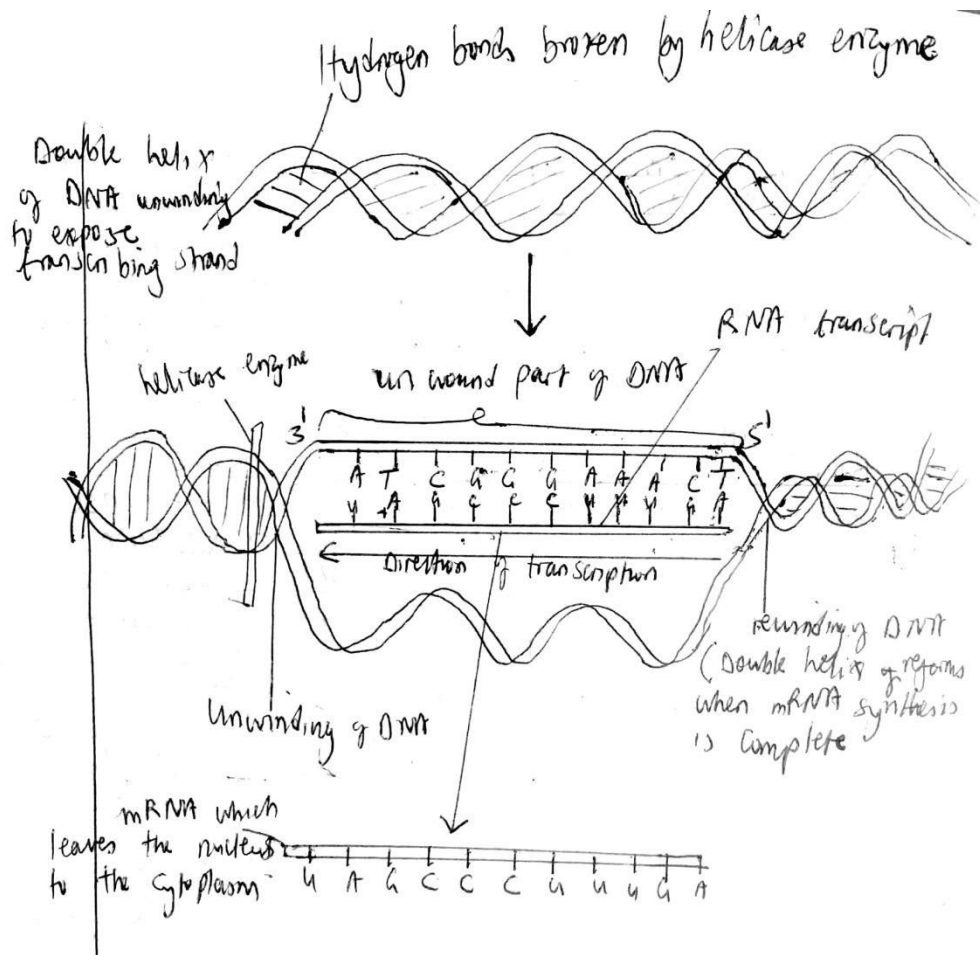 Hydrogen bonds broken by helicase enzyme
Double helix
of DNA unwinding
to expose
transcribing strand
RNA transcript
helicase enzyme
unwound part of DNA
3'
5'
A T C G G G A A A C T
U A G C C C U U U G A
Direction of transcription
Unwinding of DNA
rewinding of DNA
(Double helix of reforms
when mRNA synthesis
is complete
mRNA which
leaves the nucleus
to the cytoplasm
U A G C C C U U U G A